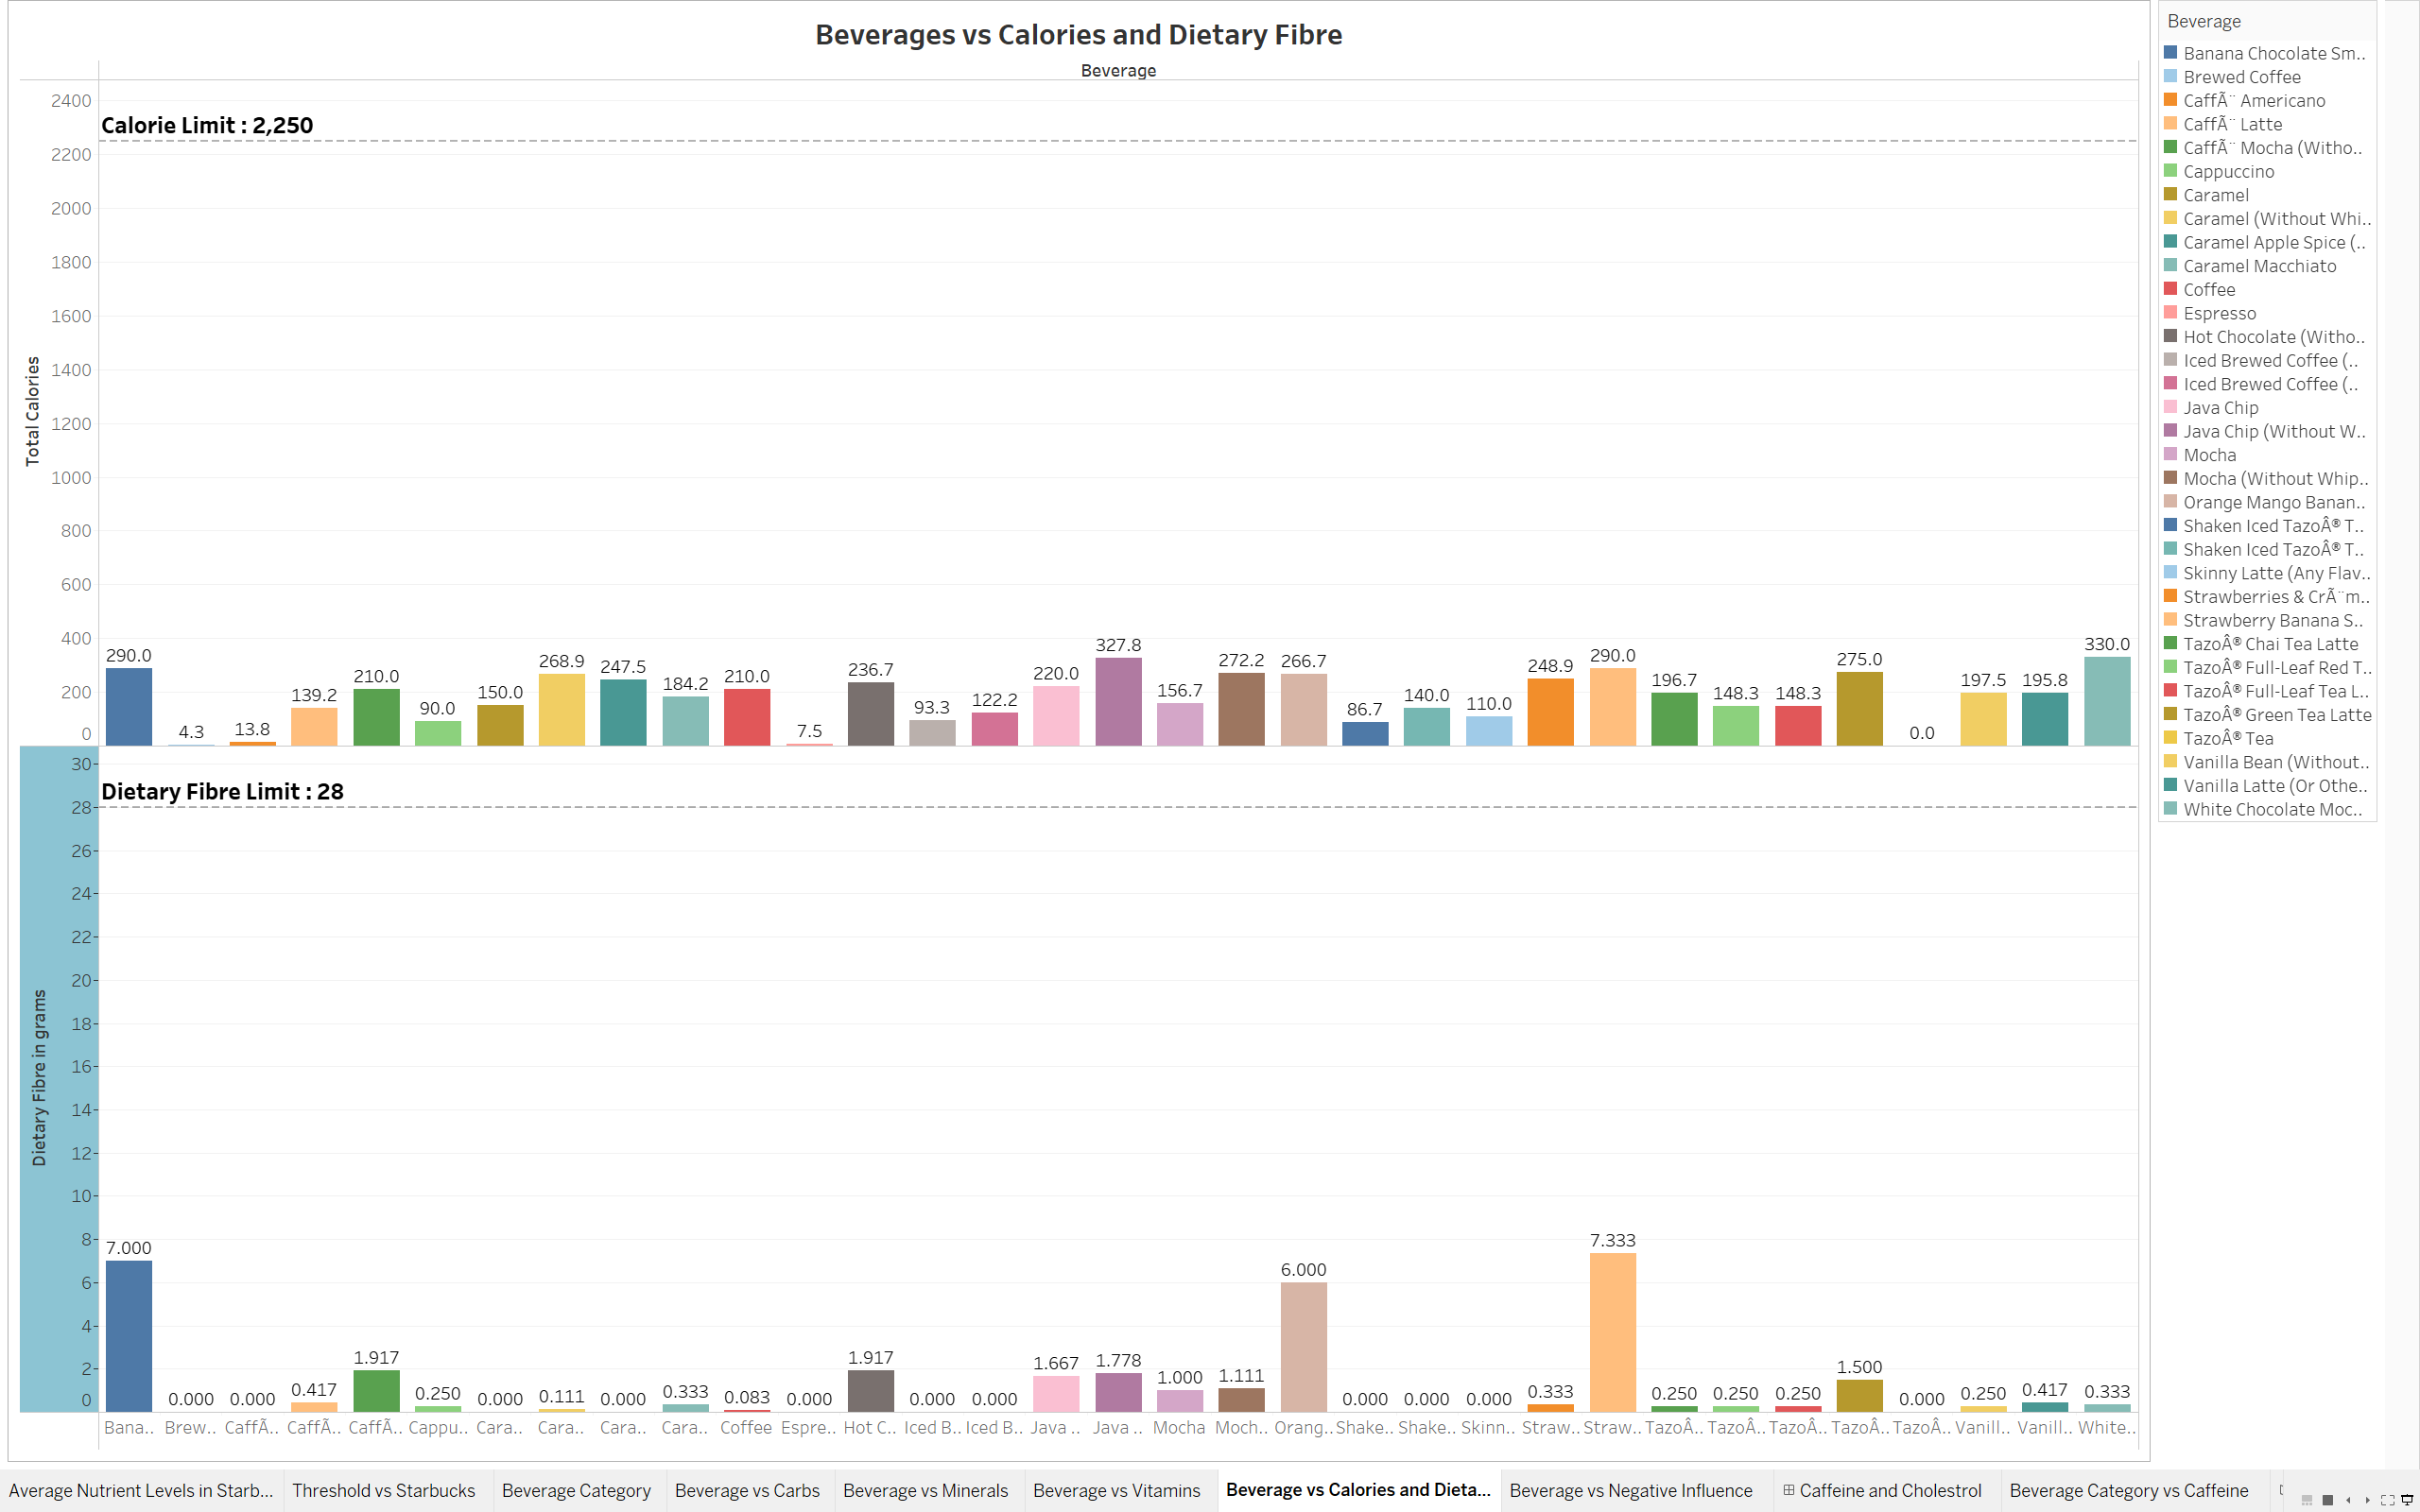 Beverages vs Calories and Dietary Fibre
Beverage
Total Calories
2400
2200
2000
1800
1600
1400
1200
1000
800
600
400
200
0
Calorie Limit : 2,250
290.0 4.3 13.8 139.2 210.0 90.0 150.0 268.9 247.5 184.2 210.0 7.5 236.7 93.3 122.2 220.0 327.8 156.7 272.2 266.7 86.7 140.0 110.0 248.9 290.0 196.7 148.3 148.3 275.0 0.0 197.5 195.8 330.0
Dietary Fibre in grams
30
28
26
24
22
20
18
16
14
12
10
8
6
4
2
0
Dietary Fibre Limit : 28
7.000 0.000 0.000 0.417 1.917 0.250 0.000 0.111 0.000 0.333 0.083 0.000 1.917 0.000 0.000 1.667 1.778 1.000 1.111 6.000 0.000 0.000 0.000 0.333 7.333 0.250 0.250 0.250 1.500 0.000 0.250 0.417 0.333
Bana.. Brew.. CaffÃ.. CaffÃ.. CaffÃ.. Cappu.. Cara.. Cara.. Cara.. Cara.. Coffee Espre.. Hot C.. Iced B.. Iced B.. Java .. Java .. Mocha Moch.. Orang.. Shake.. Shake.. Skinn.. Straw.. Straw.. TazoÂ.. TazoÂ.. TazoÂ.. TazoÂ.. TazoÂ.. Vanill.. Vanill.. White..
Beverage
Banana Chocolate Sm..
Brewed Coffee
CaffÃ¨ Americano
CaffÃ¨ Latte
CaffÃ¨ Mocha (Witho..
Cappuccino
Caramel
Caramel (Without Whi..
Caramel Apple Spice (..
Caramel Macchiato
Coffee
Espresso
Hot Chocolate (Witho..
Iced Brewed Coffee (..
Iced Brewed Coffee (..
Java Chip
Java Chip (Without W..
Mocha
Mocha (Without Whip..
Orange Mango Banan..
Shaken Iced TazoÂ® T..
Shaken Iced TazoÂ® T..
Skinny Latte (Any Flav..
Strawberries & CrÃ¨m..
Strawberry Banana S..
TazoÂ® Chai Tea Latte
TazoÂ® Full-Leaf Red T..
TazoÂ® Full-Leaf Tea L..
TazoÂ® Green Tea Latte
TazoÂ® Tea
Vanilla Bean (Without..
Vanilla Latte (Or Othe..
White Chocolate Moc..
Average Nutrient Levels in Starb... Threshold vs Starbucks Beverage Category Beverage vs Carbs Beverage vs Minerals Beverage vs Vitamins Beverage vs Calories and Dieta... Beverage vs Negative Influence Caffeine and Cholestrol Beverage Category vs Caffeine